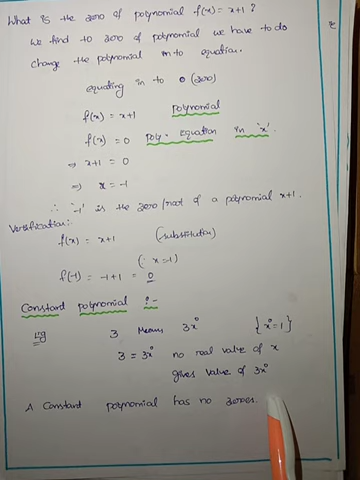 What is the zero of polynomial f(x) = x+1 ?
We find to zero of polynomial we have to do
change the polynomial into equation.
equating in to 0 (zero)
f(x) = x+1 polynomial
f(x) = 0 poly. Equation in 'x'.
⇒ x+1 = 0
⇒ x = -1
∴ '-1' is the zero/root of a polynomial x+1.
Verification:-
f(x) = x+1 (substitution)
(∵ x=-1)
f(-1) = -1+1 = 0
Constant polynomial :-
Eg 3 Means 3x⁰ {x⁰=1}
3 = 3x⁰ no real value of x
gives value of 3x⁰
A Constant polynomial has no zeroes.